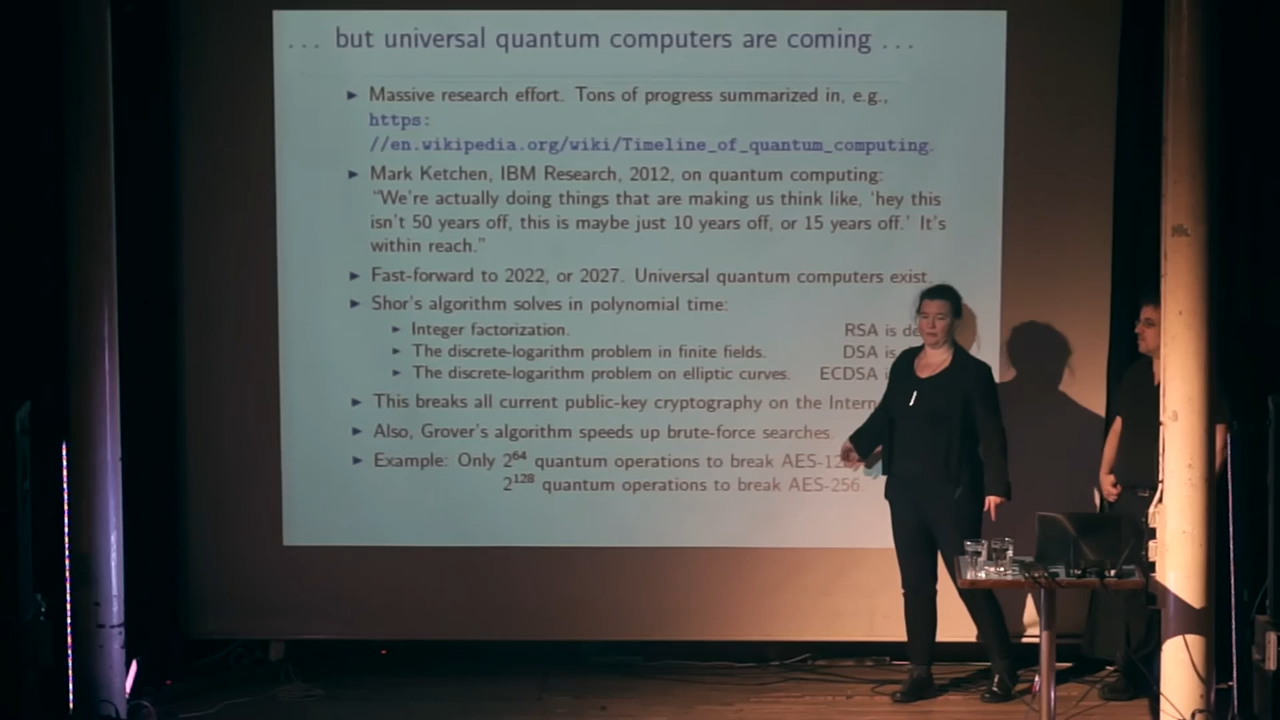 ... but universal quantum computers are coming ...
► Massive research effort. Tons of progress summarized in, e.g.,
https:
//en.wikipedia.org/wiki/Timeline_of_quantum_computing.
► Mark Ketchen, IBM Research, 2012, on quantum computing:
“We're actually doing things that are making us think like, ‘hey this
isn't 50 years off, this is maybe just 10 years off, or 15 years off.’ It's
within reach.”
► Fast-forward to 2022, or 2027. Universal quantum computers exist.
► Shor's algorithm solves in polynomial time:
► Integer factorization. RSA is
► The discrete-logarithm problem in finite fields. DSA is
► The discrete-logarithm problem on elliptic curves. ECDSA
► This breaks all current public-key cryptography on the
► Also, Grover's algorithm speeds up brute-force searches.
► Example: Only 2⁶⁴ quantum operations to break
2¹²⁸ quantum operations to break AES-256.